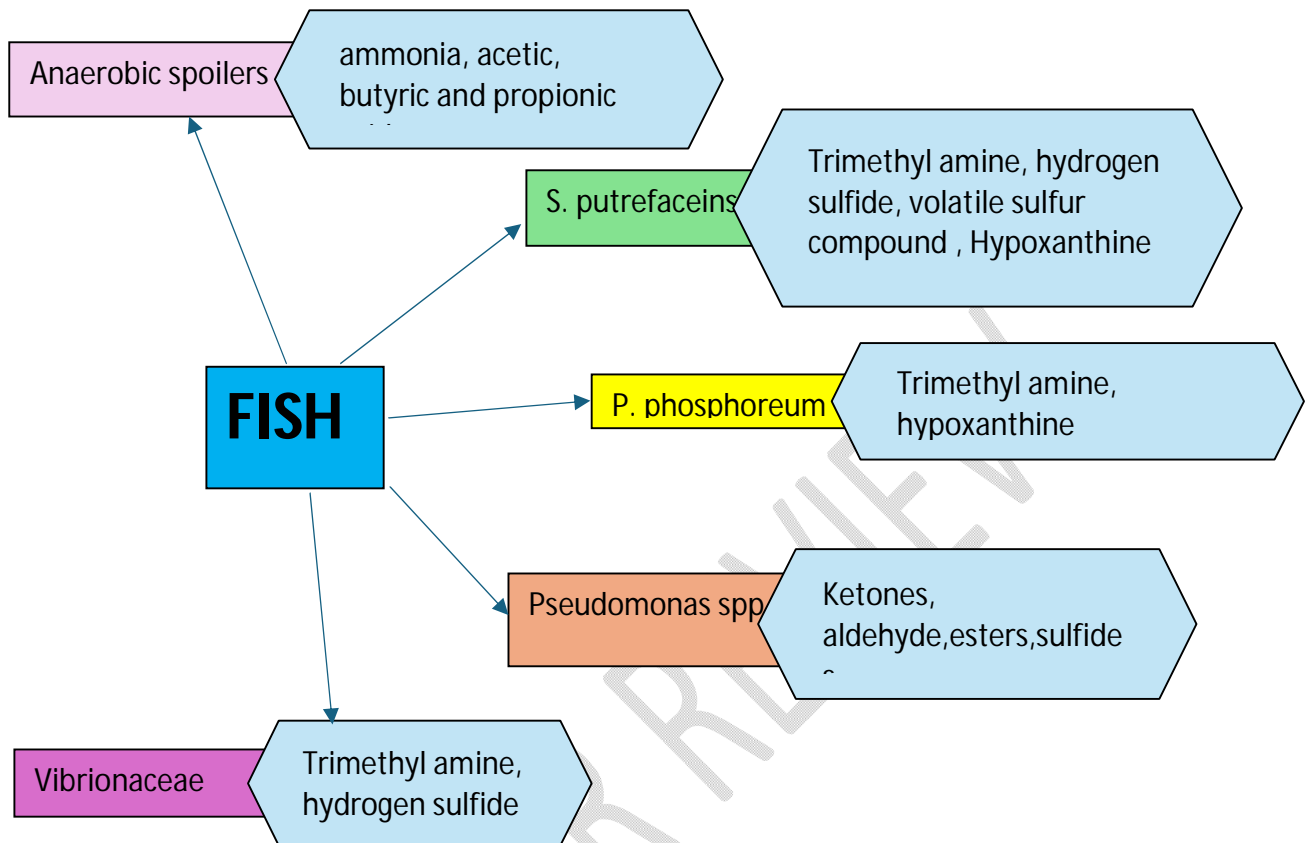 Anaerobic spoilers
ammonia, acetic,
butyric and propionic
S. putrefaceins
Trimethyl amine, hydrogen
sulfide, volatile sulfur
compound , Hypoxanthine
FISH
P. phosphoreum
Trimethyl amine,
hypoxanthine
Pseudomonas spp
Ketones,
aldehyde,esters,sulfide
Vibrionaceae
Trimethyl amine,
hydrogen sulfide
R REVIEW